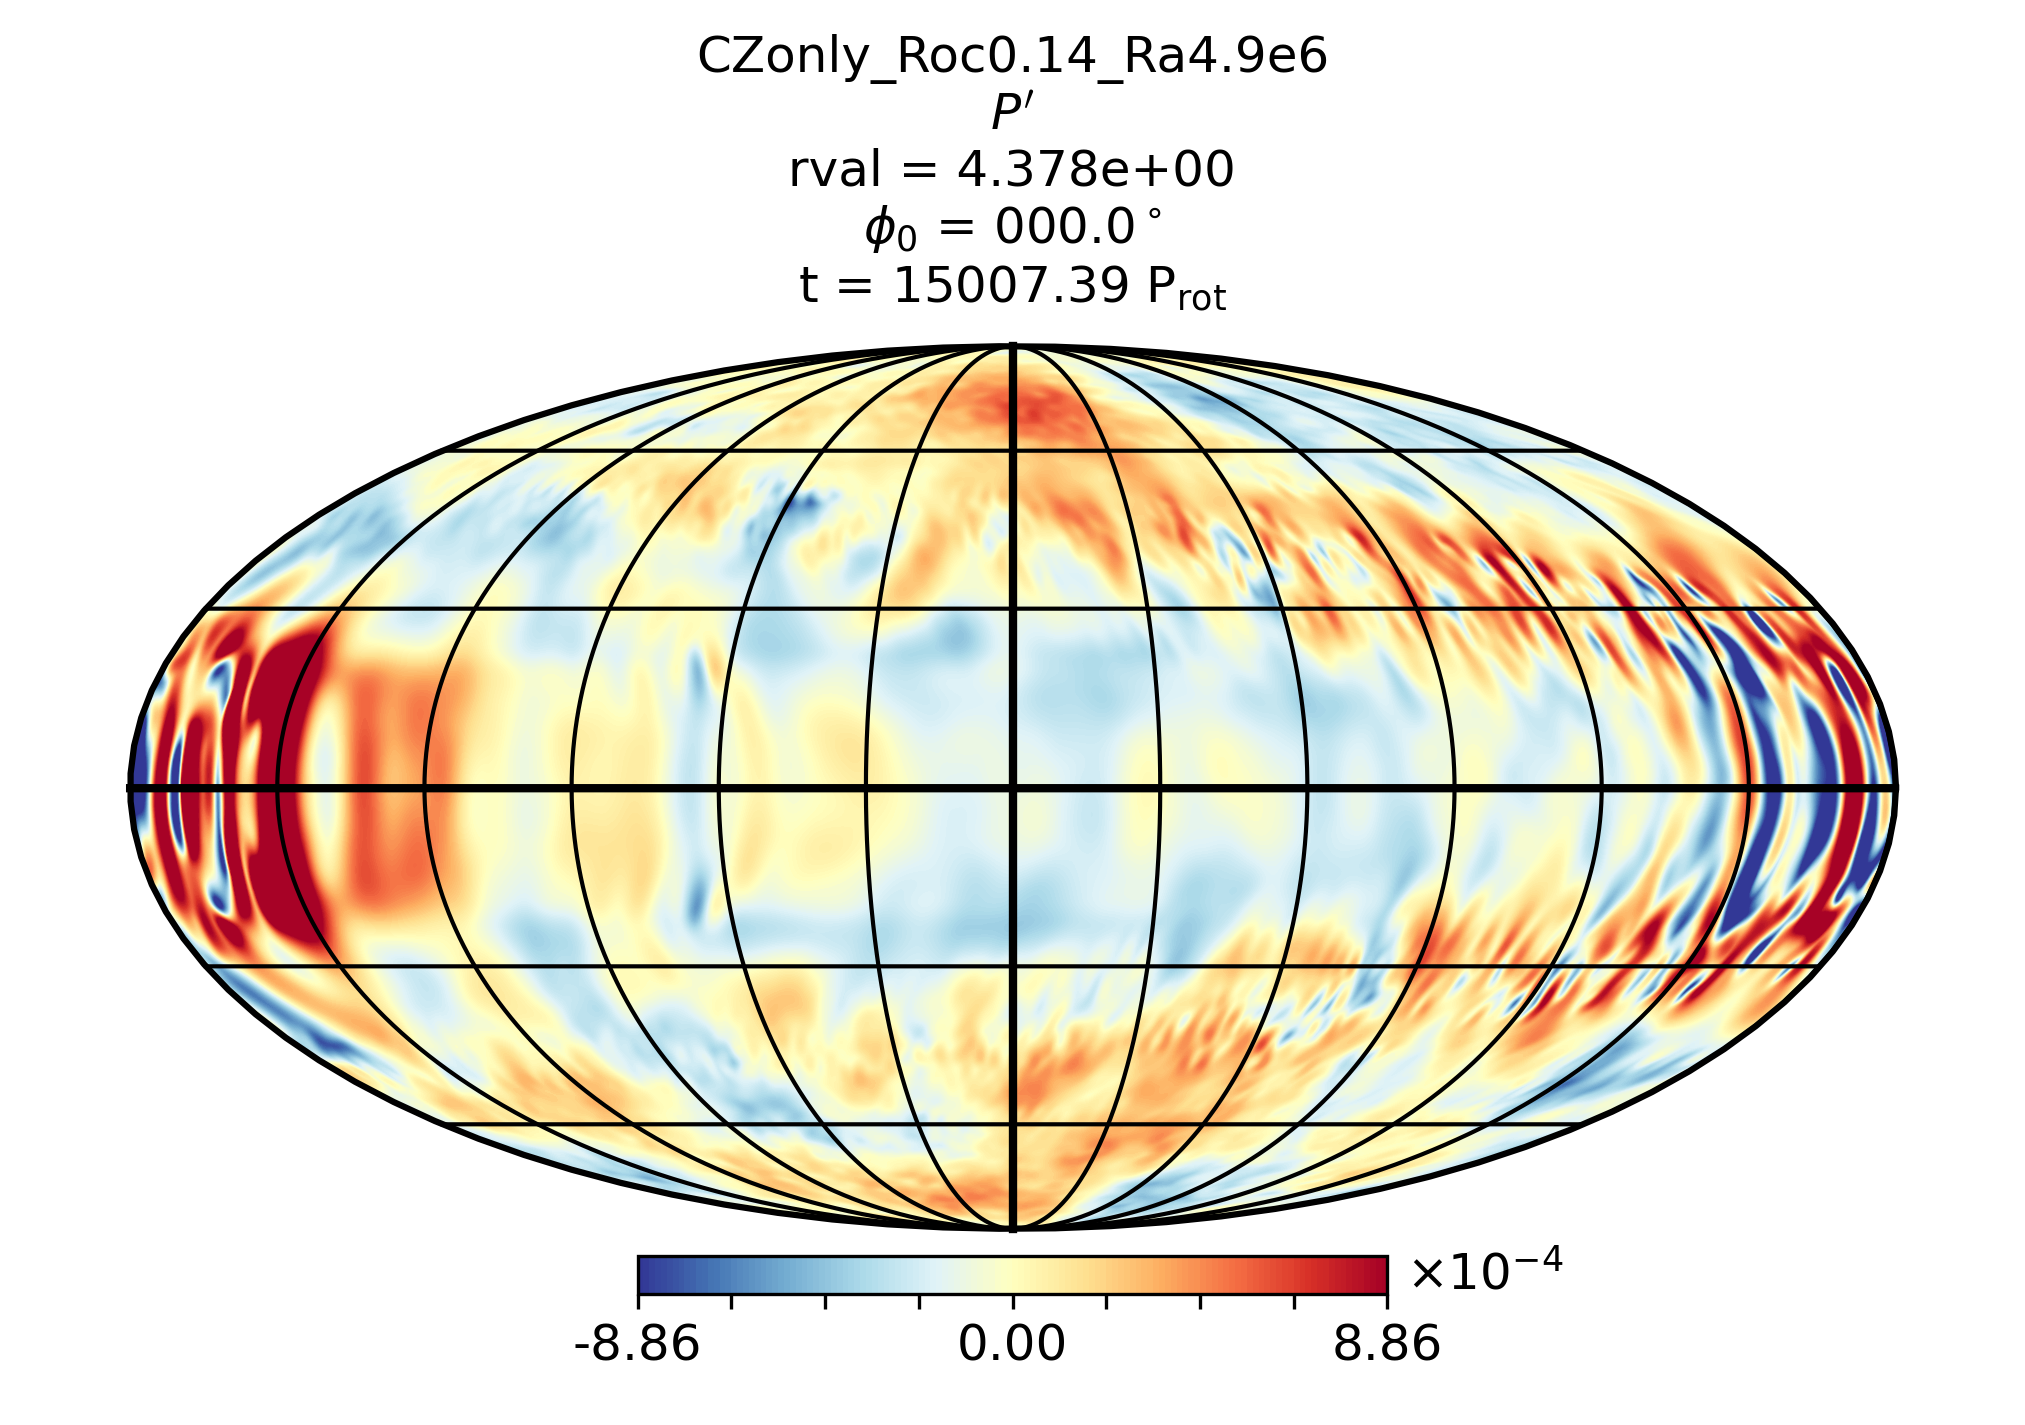 CZonly_Roc0.14_Ra4.9e6
P′
rval = 4.378e+00
ϕ₀ = 000.0°
t = 15007.39 P_rot
×10⁻⁴
-8.86 0.00 8.86